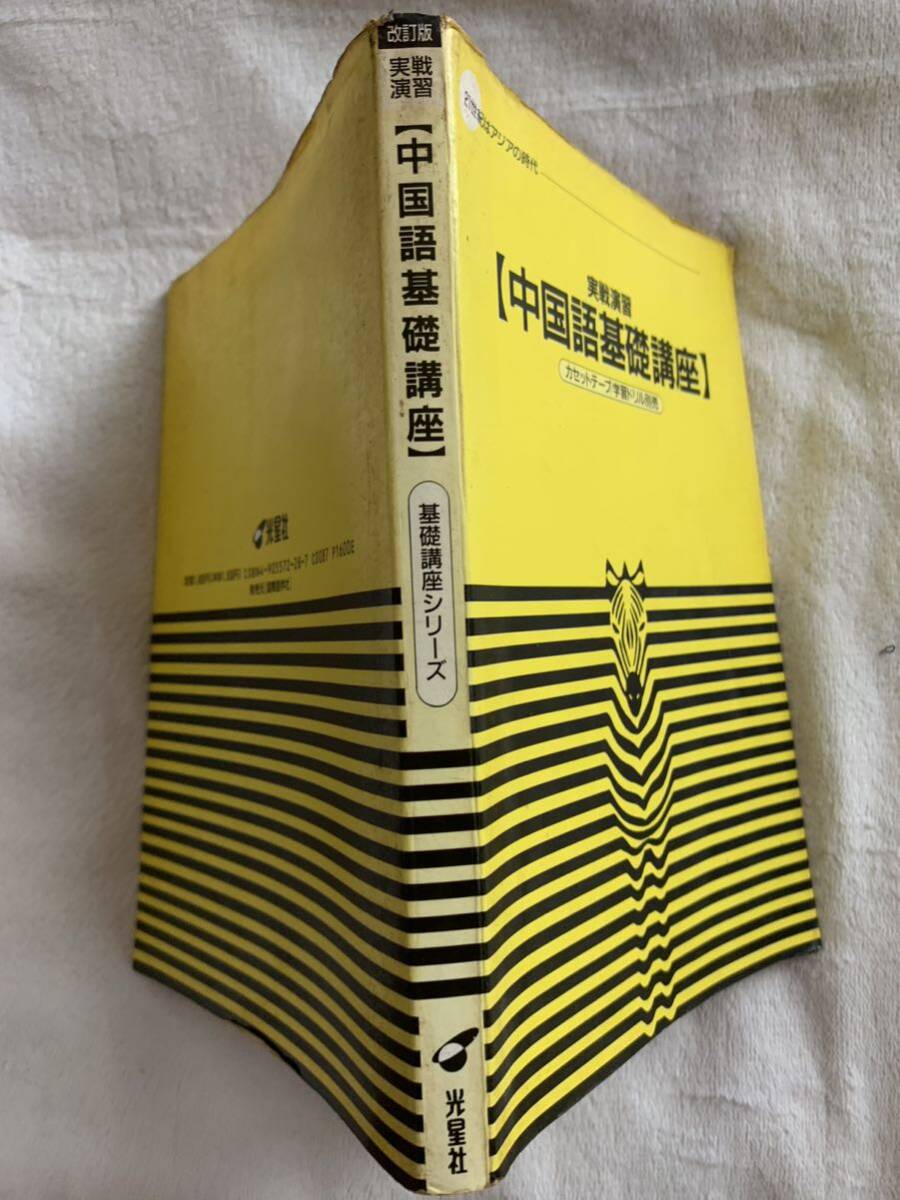 改訂版
実戦演習
【中国語基礎講座】
基礎講座シリーズ
光星社
21世紀はアジアの時代
実戦演習
【中国語基礎講座】
カセットテープ/学習ドリル別売
光星社